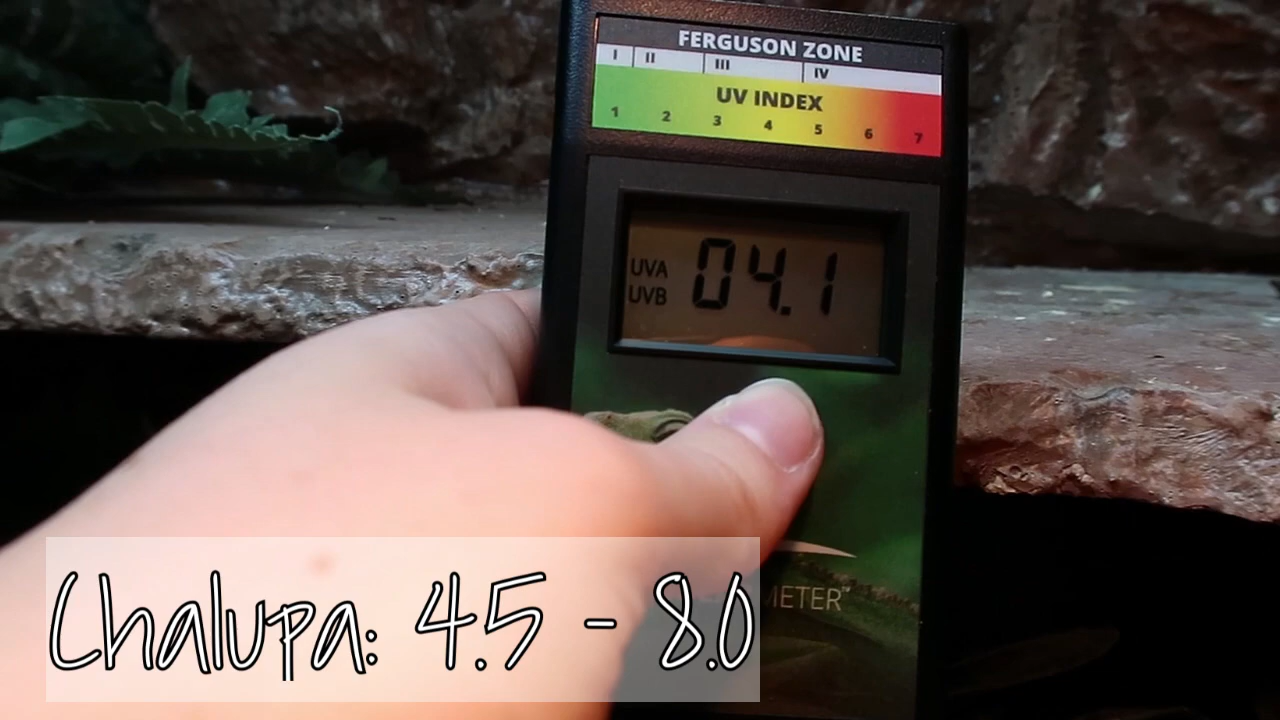 FERGUSON ZONE
I II III IV
UV INDEX
1 2 3 4 5 6 7
UVA
UVB
04.1
METER™
Chalupa: 4.5 - 8.0